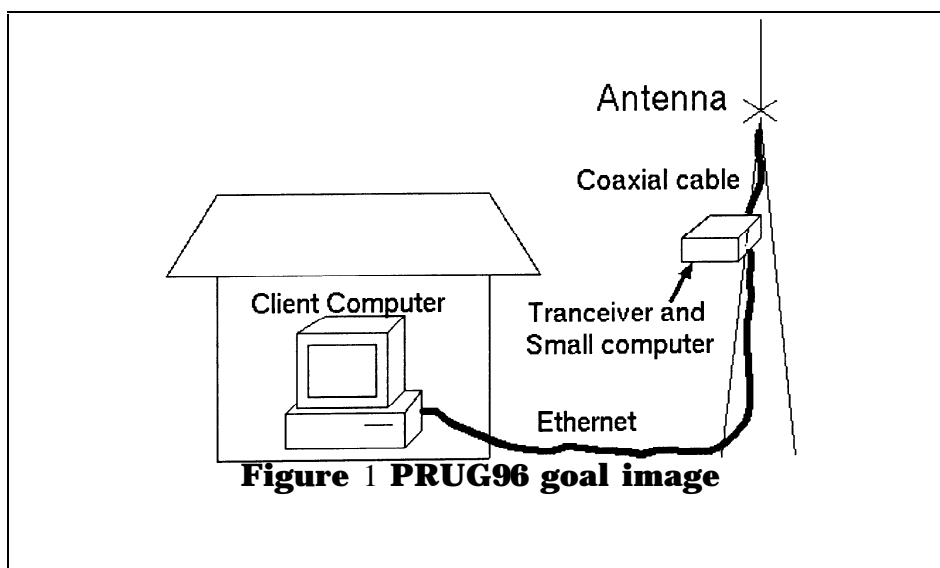 Antenna
Coaxial cable
Client Computer
Tranceiver and
Small computer
Ethernet
Figure 1 PRUG96 goal image